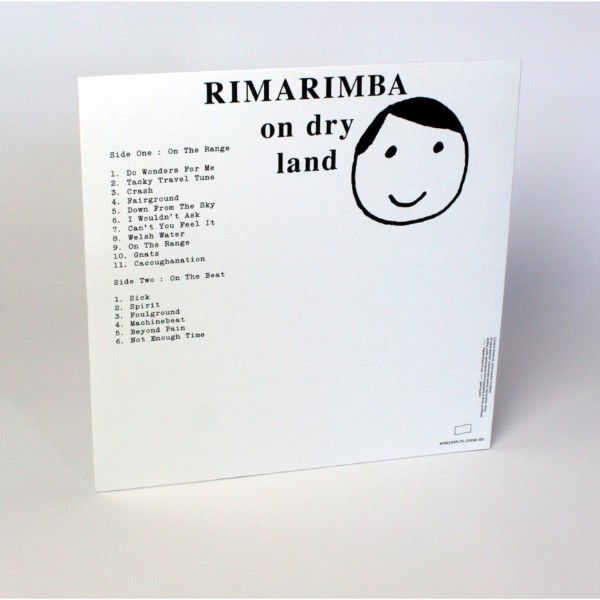 RIMARIMBA
on dry
land
Side One : On The Range
1. Do Wonders For Me
2. Tacky Travel Tune
3. Crash
4. Fairground
5. Down From The Sky
6. I Wouldn't Ask
7. Can't You Feel It
8. Welsh Water
9. On The Range
10. Gnats
11. Cacoughanation
Side Two : On The Beat
1. Sick
2. Spirit
3. Foulground
4. Machinebeat
5. Beyond Pain
6. Not Enough Time